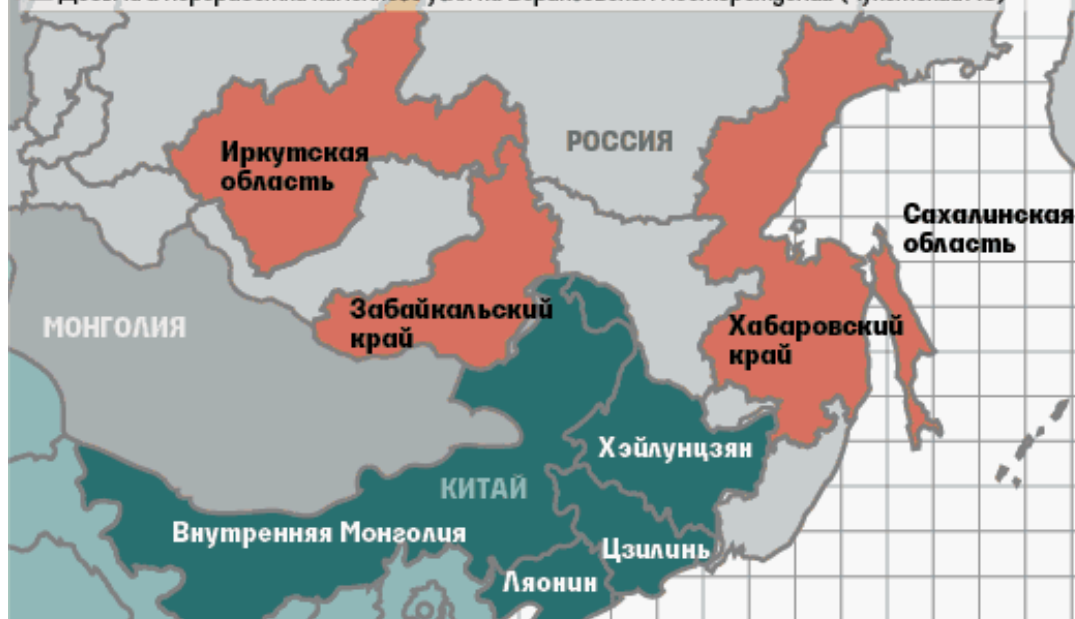 РОССИЯ
Иркутская
область
Сахалинская
область
Забайкальский
край
МОНГОЛИЯ
Хабаровский
край
Хэйлунцзян
КИТАЙ
Внутренняя Монголия
Цзилинь
Ляонин